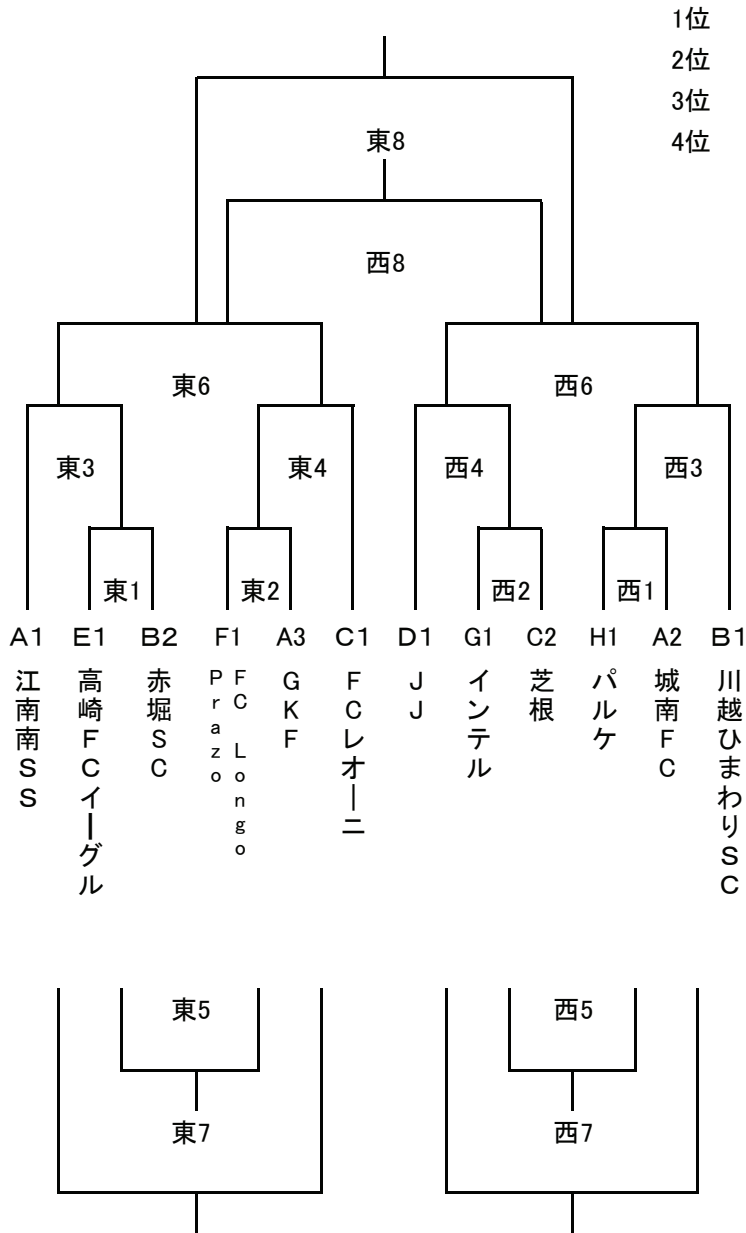 1位
2位
3位
4位
東8
西8
東6
西6
東3
東4
西4
西3
東1
東2
西2
西1
A1
E1
B2
F1
A3
C1
D1
G1
C2
H1
A2
B1
江南南SS
高崎FCイーグル
赤堀SC
FC Longo
Prazo
GKF
FCレオーニ
JJ
インテル
芝根
パルケ
城南FC
川越ひまわりSC
東5
西5
東7
西7